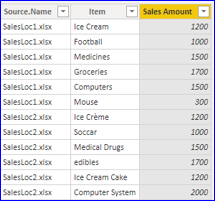 Source.Name Item Sales Amount
SalesLoc1.xlsx Ice Cream 1200
SalesLoc1.xlsx Football 1000
SalesLoc1.xlsx Medicines 1500
SalesLoc1.xlsx Groceries 1700
SalesLoc1.xlsx Computers 1500
SalesLoc1.xlsx Mouse 300
SalesLoc2.xlsx Ice Crème 1200
SalesLoc2.xlsx Soccar 1000
SalesLoc2.xlsx Medical Drugs 1500
SalesLoc2.xlsx edibles 1700
SalesLoc2.xlsx Ice Cream Cake 1200
SalesLoc2.xlsx Computer System 2000